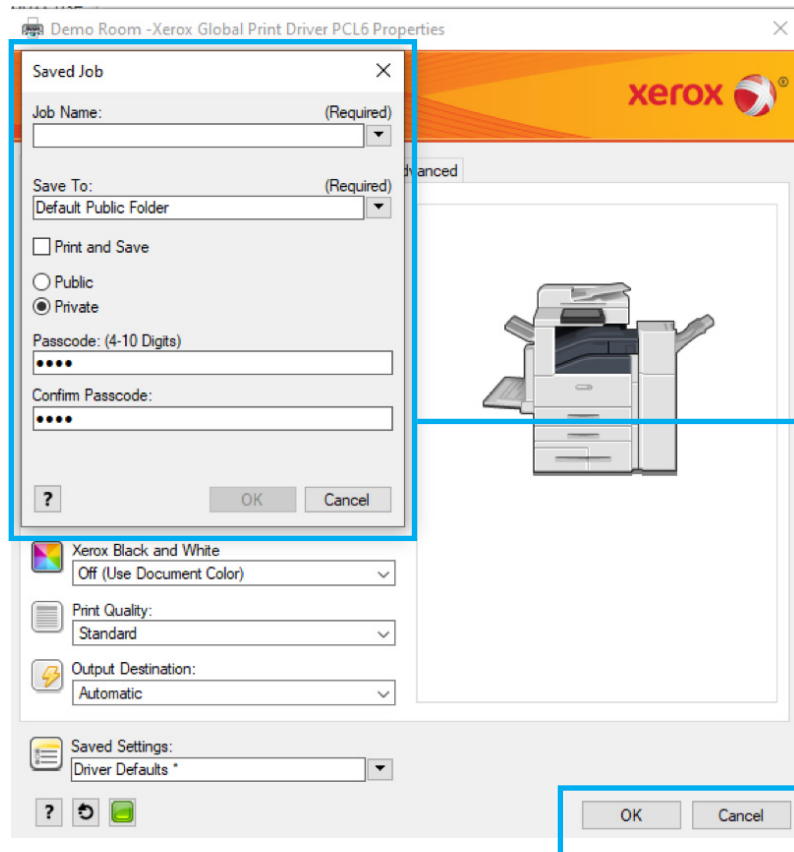 Demo Room -Xerox Global Print Driver PCL6 Properties
xerox
Saved Job
Job Name: (Required)
Save To: (Required)
Default Public Folder
Print and Save
Public
Private
Passcode: (4-10 Digits)
••••
Confirm Passcode:
••••
? OK Cancel
Xerox Black and White
Off (Use Document Color)
Print Quality:
Standard
Output Destination:
Automatic
Saved Settings:
Driver Defaults *
? OK Cancel